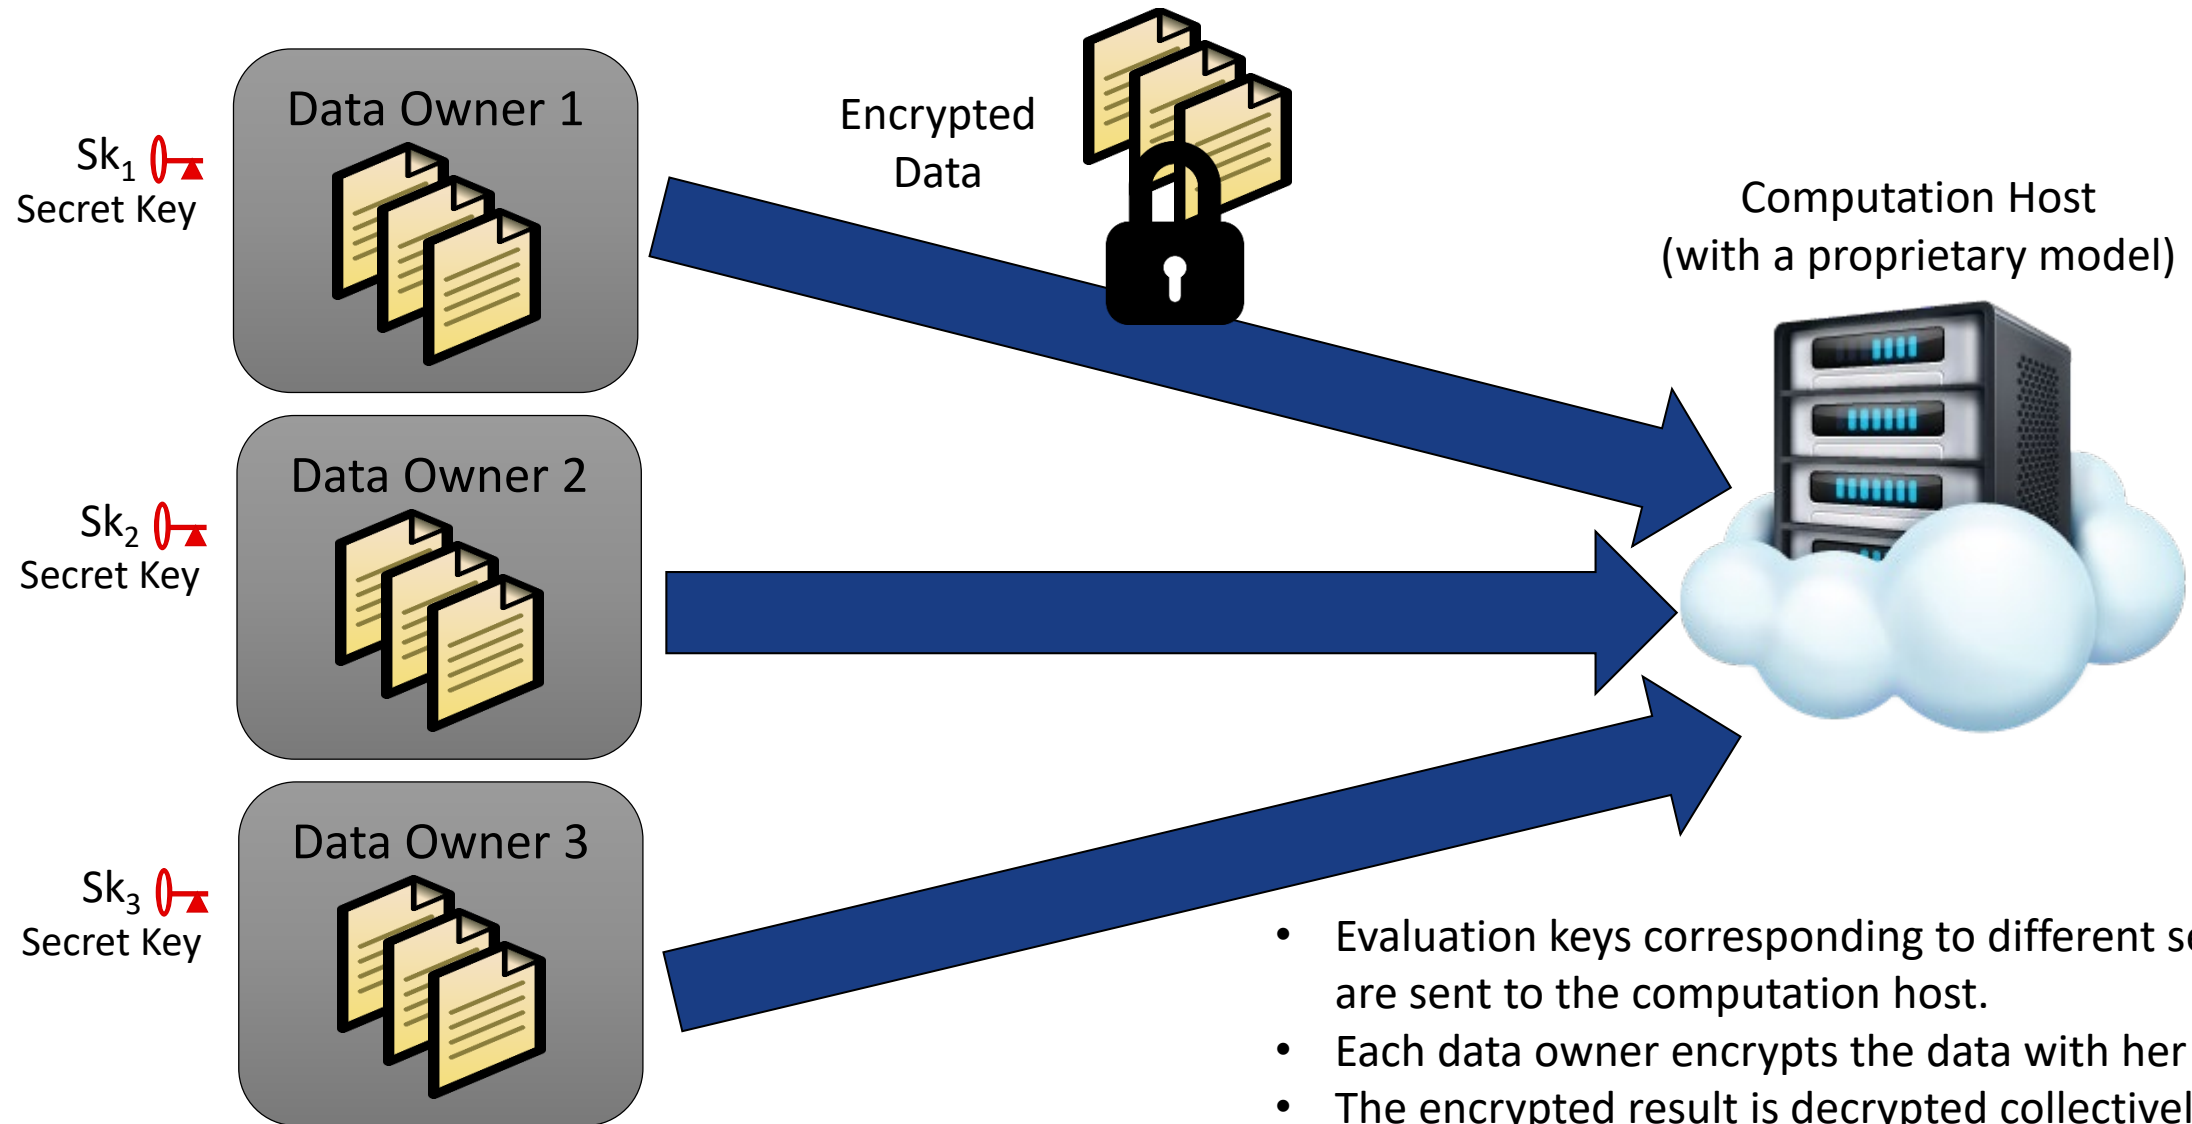 Data Owner 1
Sk₁
Secret Key
Encrypted
Data
Computation Host
(with a proprietary model)
Data Owner 2
Sk₂
Secret Key
Data Owner 3
Sk₃
Secret Key
• Evaluation keys corresponding to different
are sent to the computation host.
• Each data owner encrypts the data with her
• The encrypted result is decrypted